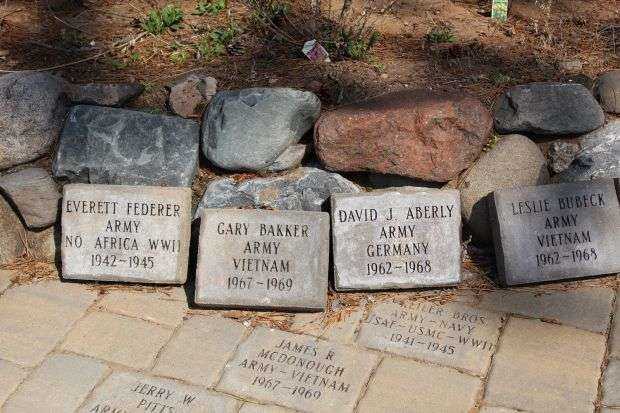 EVERETT FEDERER
ARMY
NO. AFRICA WWII
1942-1945
GARY BAKKER
ARMY
VIETNAM
1967-1969
DAVID J. ABERLY
ARMY
GERMANY
1962-1968
LESLIE BUBECK
ARMY
VIETNAM
1962-1968
BROS.
ARMY-NAVY
USAF-USMC-WWII
1941-1945
JAMES R
MCDONOUGH
ARMY-VIETNAM
1967-1969
JERRY W
PITTS
ARMY